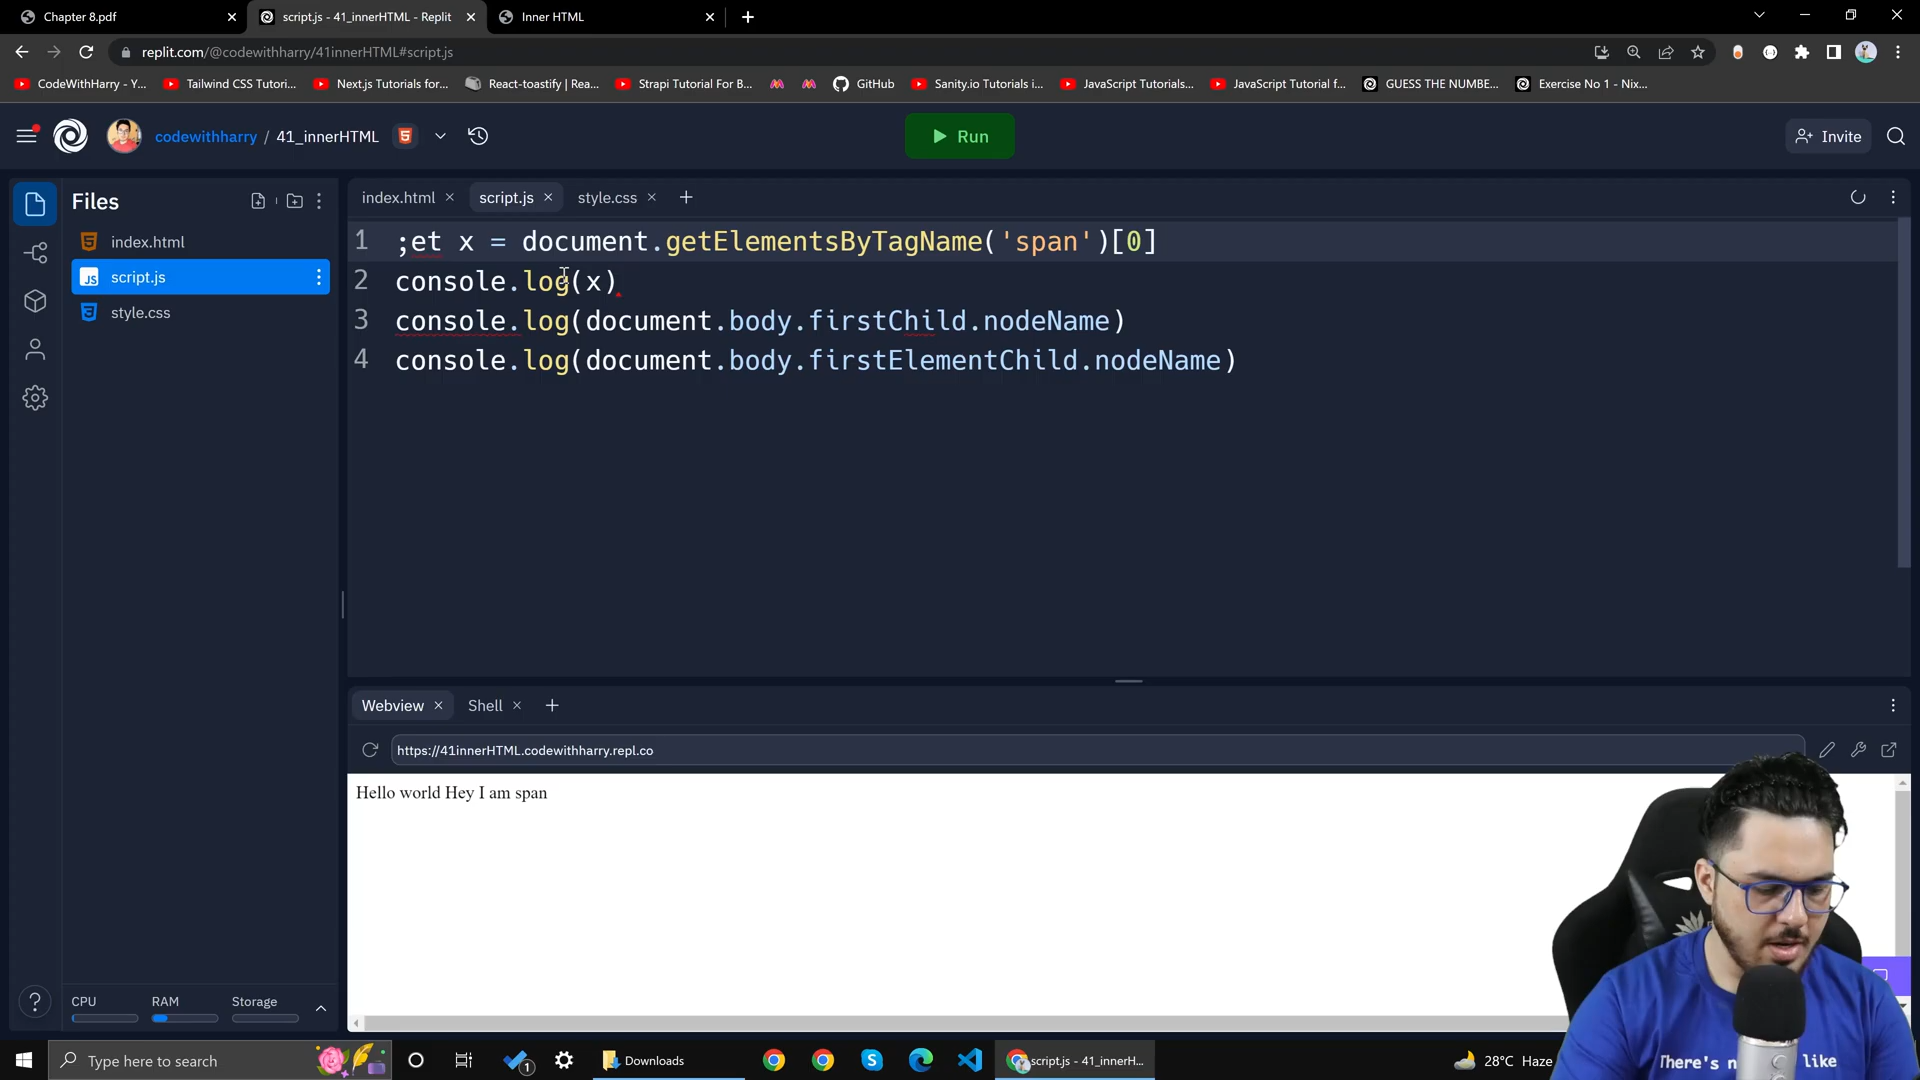 Chapter 8.pdf
script.js - 41_innerHTML - Replit
Inner HTML
replit.com/@codewithharry/41innerHTML#script.js
CodeWithHarry - Y...
Tailwind CSS Tutori...
Next.js Tutorials for...
React-toastify | Rea...
Strapi Tutorial For B...
GitHub
Sanity.io Tutorials i...
JavaScript Tutorials...
JavaScript Tutorial f...
GUESS THE NUMBE...
Exercise No 1 - Nix...
codewithharry / 41_innerHTML
Run
Invite
Files
index.html
script.js
style.css
index.html
script.js
style.css
1 ;et x = document.getElementsByTagName('span')[0]
2 console.log(x)
3 console.log(document.body.firstChild.nodeName)
4 console.log(document.body.firstElementChild.nodeName)
Webview
Shell
https://41innerHTML.codewithharry.repl.co
Hello world Hey I am span
CPU
RAM
Storage
There's n
like
Type here to search
1
Downloads
script.js - 41_innerH...
28°C Haze